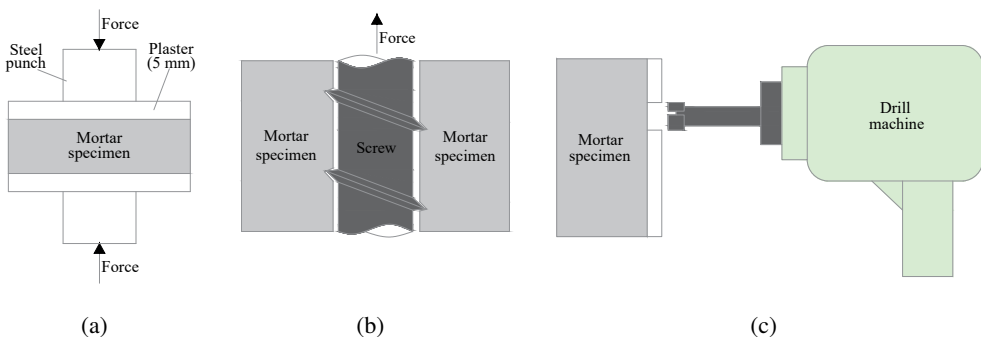 Force
Steel
punch
Plaster
(5 mm)
Mortar
specimen
Force
(a)
Force
Mortar
specimen
Screw
Mortar
specimen
(b)
Mortar
specimen
Drill
machine
(c)